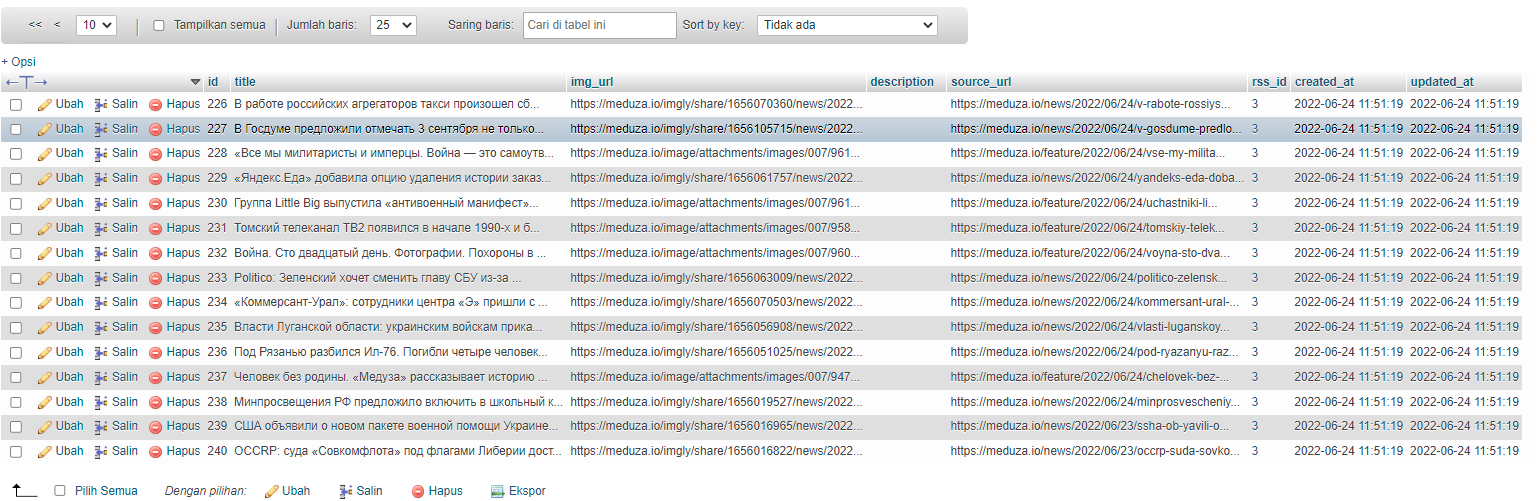 << < 10 Tampilkan semua Jumlah baris: 25 Saring baris: Cari di tabel ini Sort by key: Tidak ada
+ Opsi
←T→ id title img_url description source_url rss_id created_at updated_at
Ubah Salin Hapus 226 В работе российских агрегаторов такси произошел сб... https://meduza.io/imgly/share/1656070360/news/2022... https://meduza.io/news/2022/06/24/v-rabote-rossiys... 3 2022-06-24 11:51:19 2022-06-24 11:51:19
Ubah Salin Hapus 227 В Госдуме предложили отмечать 3 сентября не только... https://meduza.io/imgly/share/1656105715/news/2022... https://meduza.io/news/2022/06/24/v-gosdume-predlo... 3 2022-06-24 11:51:19 2022-06-24 11:51:19
Ubah Salin Hapus 228 «Все мы милитаристы и имперцы. Война — это самоутв... https://meduza.io/image/attachments/images/007/961... https://meduza.io/feature/2022/06/24/vse-my-milita... 3 2022-06-24 11:51:19 2022-06-24 11:51:19
Ubah Salin Hapus 229 «Яндекс.Еда» добавила опцию удаления истории заказ... https://meduza.io/imgly/share/1656061757/news/2022... https://meduza.io/news/2022/06/24/yandeks-eda-doba... 3 2022-06-24 11:51:19 2022-06-24 11:51:19
Ubah Salin Hapus 230 Группа Little Big выпустила «антивоенный манифест»... https://meduza.io/image/attachments/images/007/961... https://meduza.io/feature/2022/06/24/uchastniki-li... 3 2022-06-24 11:51:19 2022-06-24 11:51:19
Ubah Salin Hapus 231 Томский телеканал ТВ2 появился в начале 1990-х и б... https://meduza.io/image/attachments/images/007/958... https://meduza.io/feature/2022/06/24/tomskiy-telek... 3 2022-06-24 11:51:19 2022-06-24 11:51:19
Ubah Salin Hapus 232 Война. Сто двадцатый день. Фотографии. Похороны в ... https://meduza.io/image/attachments/images/007/960... https://meduza.io/feature/2022/06/24/voyna-sto-dva... 3 2022-06-24 11:51:19 2022-06-24 11:51:19
Ubah Salin Hapus 233 Politico: Зеленский хочет сменить главу СБУ из-за ... https://meduza.io/imgly/share/1656063009/news/2022... https://meduza.io/news/2022/06/24/politico-zelensk... 3 2022-06-24 11:51:19 2022-06-24 11:51:19
Ubah Salin Hapus 234 «Коммерсант-Урал»: сотрудники центра «Э» пришли с ... https://meduza.io/imgly/share/1656070503/news/2022... https://meduza.io/news/2022/06/24/kommersant-ural-... 3 2022-06-24 11:51:19 2022-06-24 11:51:19
Ubah Salin Hapus 235 Власти Луганской области: украинским войскам прика... https://meduza.io/imgly/share/1656056908/news/2022... https://meduza.io/news/2022/06/24/vlasti-luganskoy... 3 2022-06-24 11:51:19 2022-06-24 11:51:19
Ubah Salin Hapus 236 Под Рязанью разбился Ил-76. Погибли четыре человек... https://meduza.io/imgly/share/1656051025/news/2022... https://meduza.io/news/2022/06/24/pod-ryazanyu-raz... 3 2022-06-24 11:51:19 2022-06-24 11:51:19
Ubah Salin Hapus 237 Человек без родины. «Медуза» рассказывает историю ... https://meduza.io/image/attachments/images/007/947... https://meduza.io/feature/2022/06/24/chelovek-bez-... 3 2022-06-24 11:51:19 2022-06-24 11:51:19
Ubah Salin Hapus 238 Минпросвещения РФ предложило включить в школьный к... https://meduza.io/imgly/share/1656019527/news/2022... https://meduza.io/news/2022/06/24/minprosvescheniy... 3 2022-06-24 11:51:19 2022-06-24 11:51:19
Ubah Salin Hapus 239 США объявили о новом пакете военной помощи Украине... https://meduza.io/imgly/share/1656016965/news/2022... https://meduza.io/news/2022/06/23/ssha-ob-yavili-o... 3 2022-06-24 11:51:19 2022-06-24 11:51:19
Ubah Salin Hapus 240 OCCRP: суда «Совкомфлота» под флагами Либерии дост... https://meduza.io/imgly/share/1656016822/news/2022... https://meduza.io/news/2022/06/23/occrp-suda-sovko... 3 2022-06-24 11:51:19 2022-06-24 11:51:19
Pilih Semua Dengan pilihan: Ubah Salin Hapus Ekspor